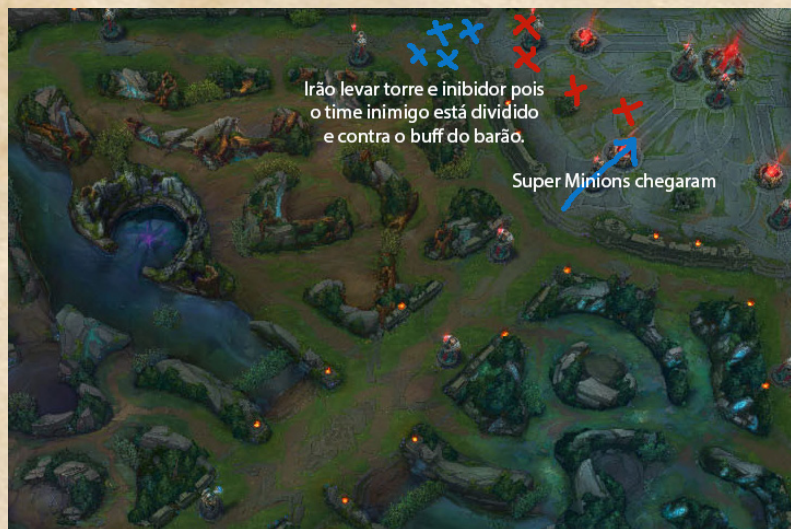 Irão levar torre e inibidor pois
o time inimigo está dividido
e contra o buff do barão.
Super Minions chegaram